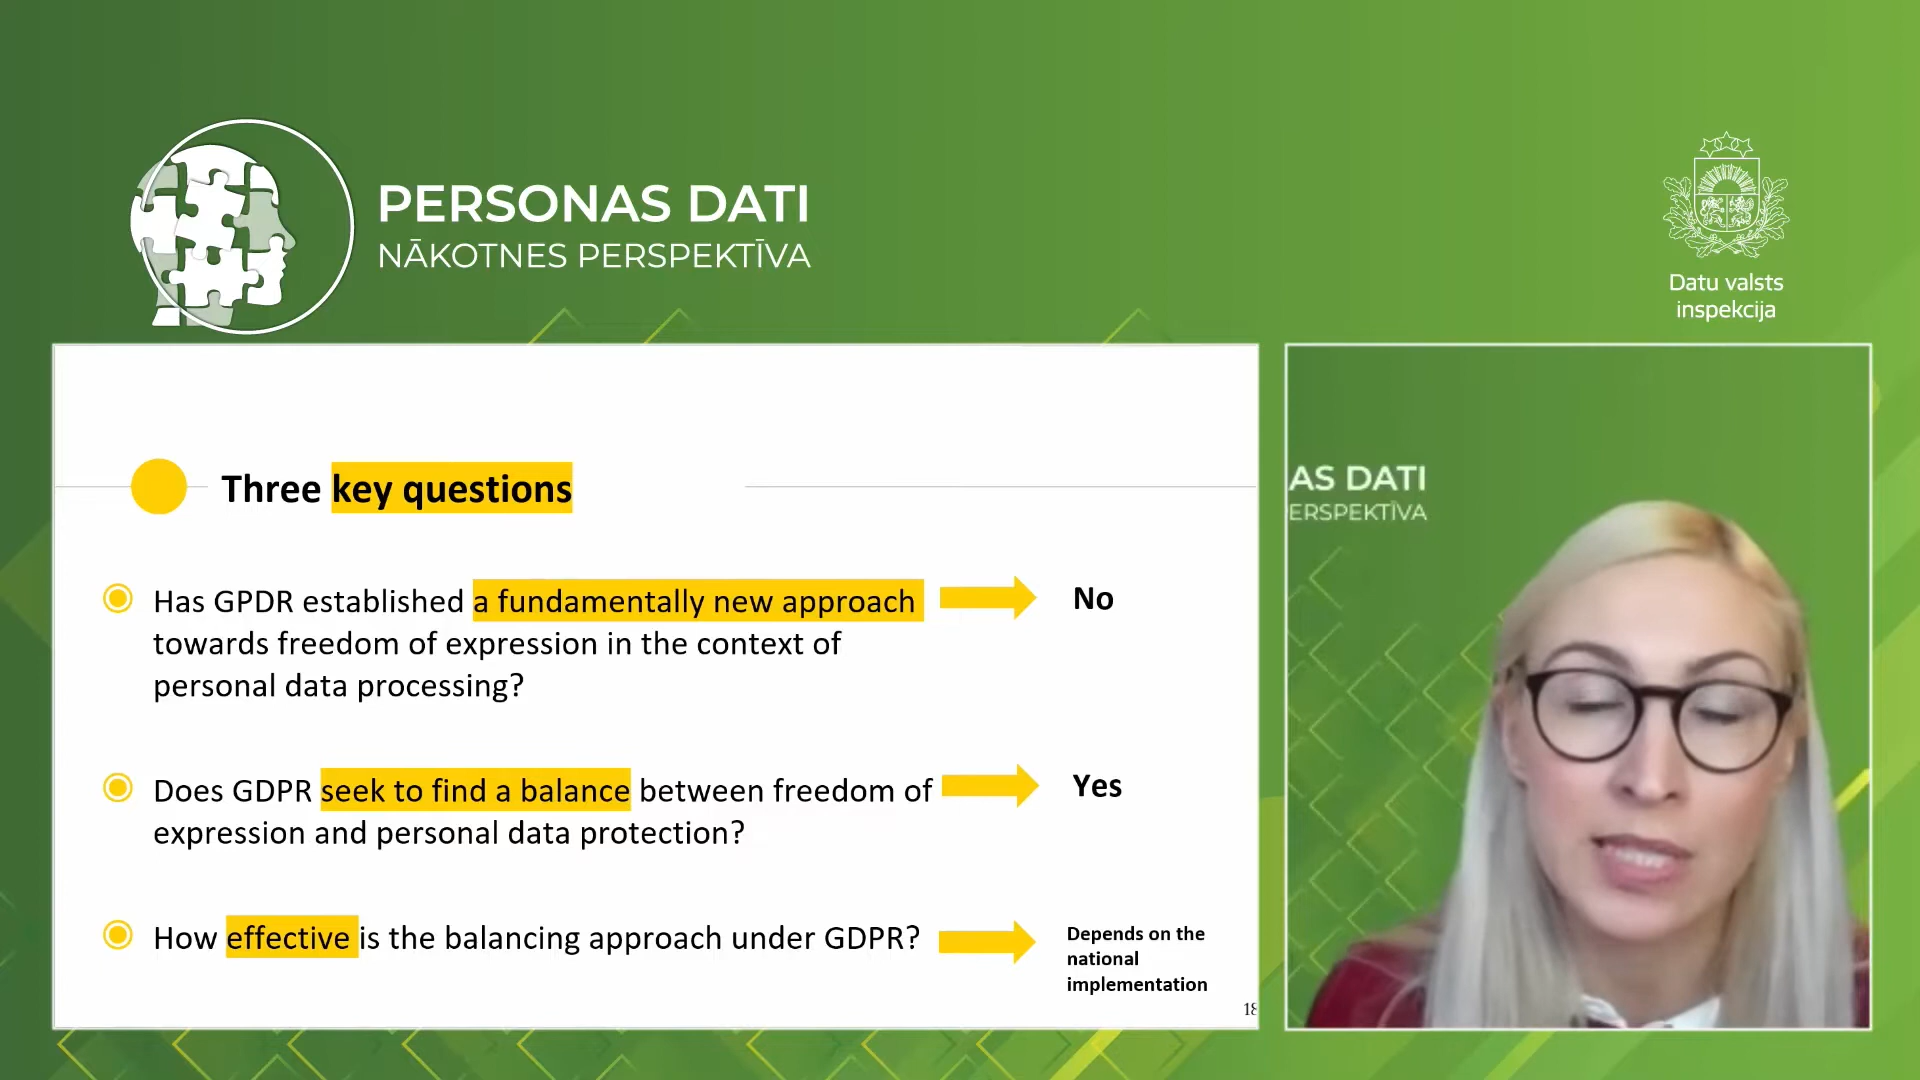 PERSONAS DATI
NĀKOTNES PERSPEKTĪVA
Datu valsts
inspekcija
Three key questions
Has GPDR established a fundamentally new approach
towards freedom of expression in the context of
personal data processing?
No
Does GDPR seek to find a balance between freedom of
expression and personal data protection?
Yes
How effective is the balancing approach under GDPR?
Depends on the
national
implementation
18
AS DATI
ERSPEKTĪVA